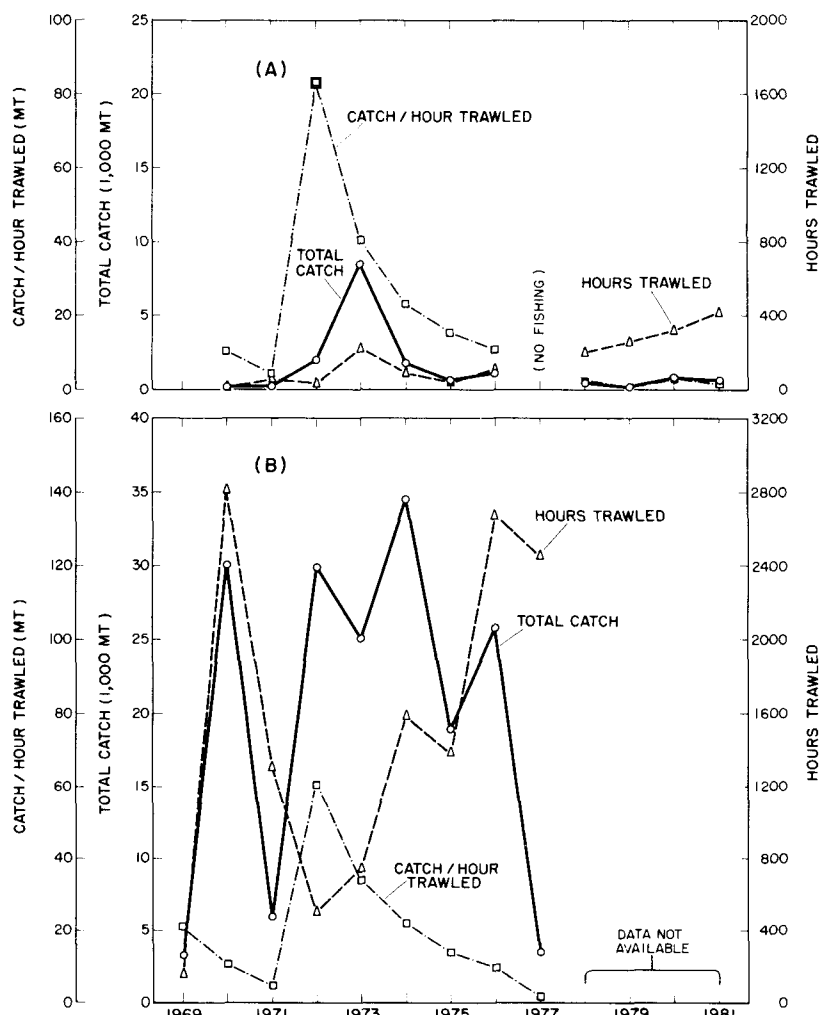 100
25
2000
(A)
80
20
1600
CATCH / HOUR TRAWLED
CATCH / HOUR TRAWLED (MT)
TOTAL CATCH (1,000 MT)
HOURS TRAWLED
60
15
1200
40
10
800
TOTAL
CATCH
(NO FISHING)
HOURS TRAWLED
20
5
400
0
0
0
160
40
3200
(B)
140
35
2800
HOURS TRAWLED
120
30
2400
TOTAL CATCH
100
25
2000
CATCH / HOUR TRAWLED (MT)
TOTAL CATCH (1,000 MT)
HOURS TRAWLED
80
20
1600
60
15
1200
40
10
800
CATCH / HOUR
TRAWLED
20
5
400
DATA NOT
AVAILABLE
0
0
0
1969 1971 1973 1975 1977 1979 1981